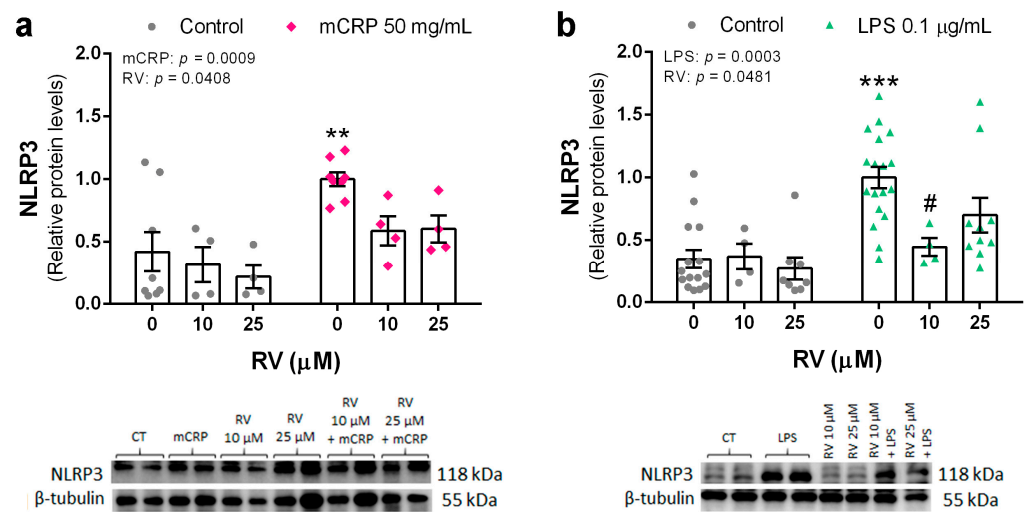 a
Control
mCRP 50 mg/mL
mCRP: p = 0.0009
RV: p = 0.0408
NLRP3
(Relative protein levels)
2.0
1.5
1.0
0.5
0.0
**
0 10 25 0 10 25
RV (μM)
CT
mCRP
RV
10 μM
RV
25 μM
RV
10 μM
+ mCRP
RV
25 μM
+ mCRP
NLRP3
118 kDa
β-tubulin
55 kDa
b
Control
LPS 0.1 μg/mL
LPS: p = 0.0003
RV: p = 0.0481
NLRP3
(Relative protein levels)
2.0
1.5
1.0
0.5
0.0
***
#
0 10 25 0 10 25
RV (μM)
CT
LPS
RV 10 μM
RV 25 μM
RV 10 μM
+ LPS
RV 25 μM
+ LPS
NLRP3
118 kDa
β-tubulin
55 kDa